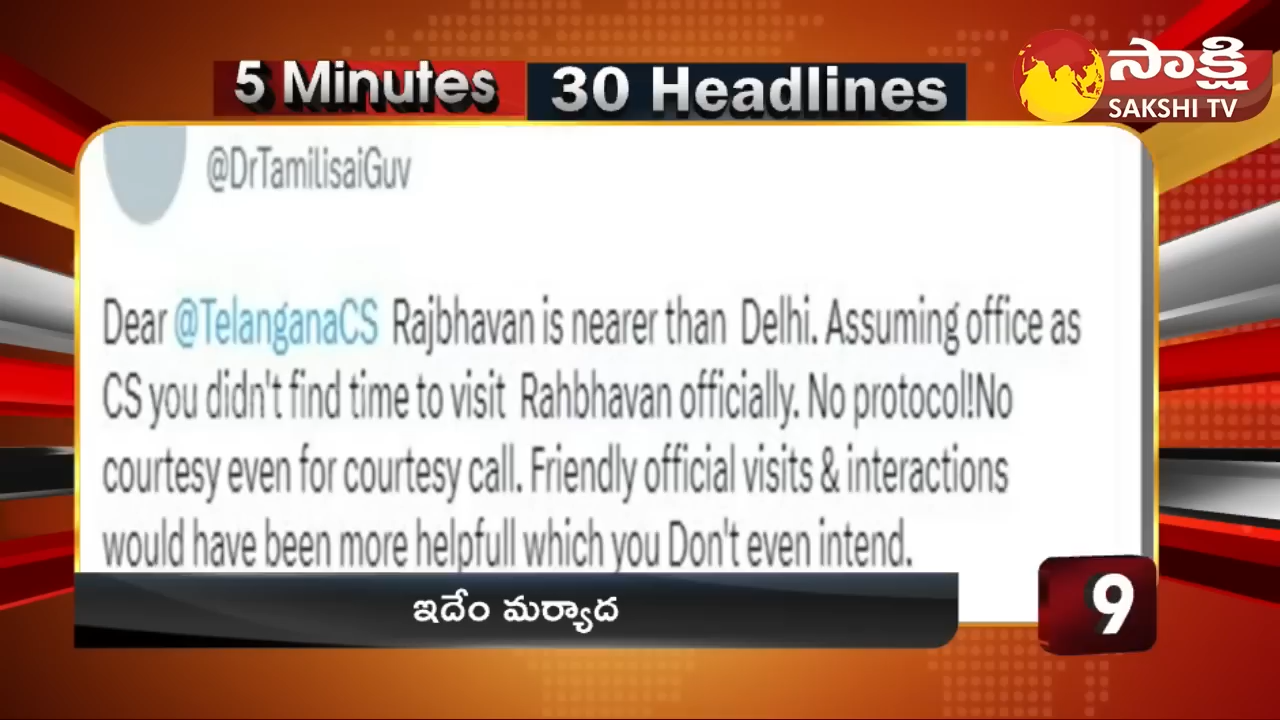 5 Minutes 30 Headlines
సాక్షి
SAKSHI TV
@DrTamilisaiGuv
Dear @TelanganaCS Rajbhavan is nearer than Delhi. Assuming office as
CS you didn't find time to visit Rahbhavan officially. No protocol!No
courtesy even for courtesy call. Friendly official visits & interactions
would have been more helpfull which you Don't even intend.
ఇదేం మర్యాద
9